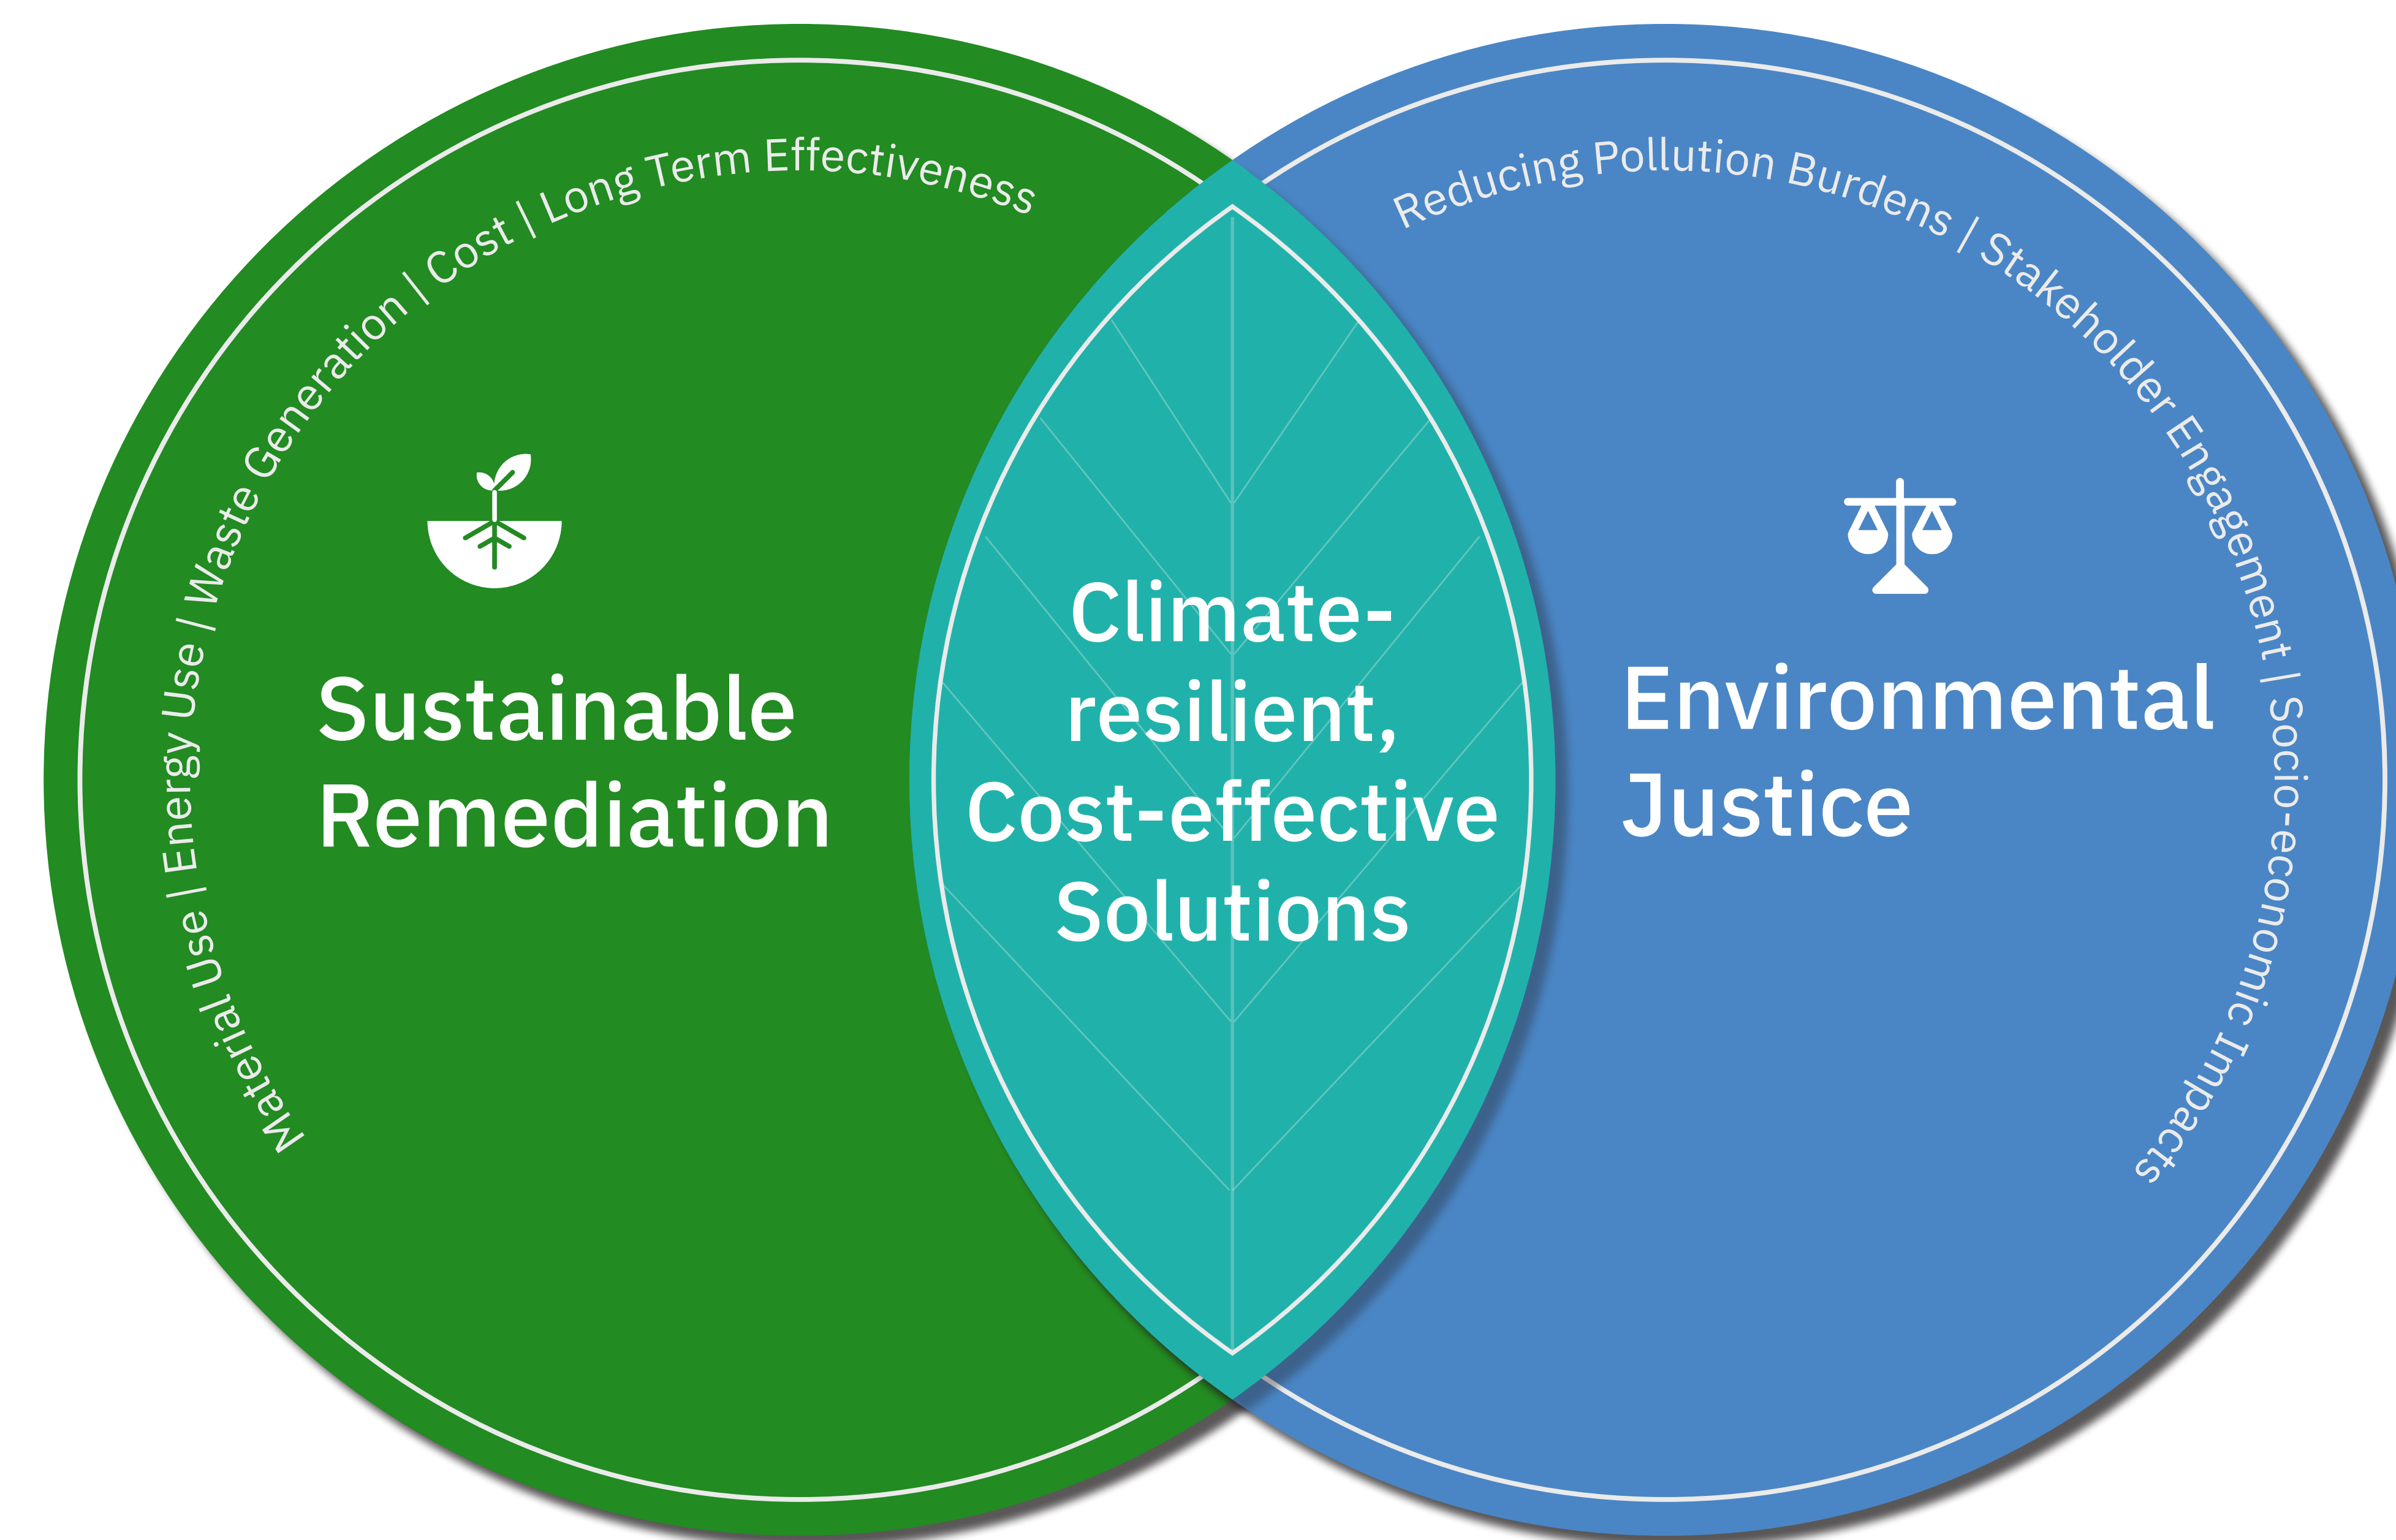 Material Use | Energy Use | Waste Generation | Cost | Long Term Effectiveness
Sustainable
Remediation
Climate-
resilient,
Cost-effective
Solutions
Reducing Pollution Burdens | Stakeholder Engagement | Socio-economic Impacts
Environmental
Justice